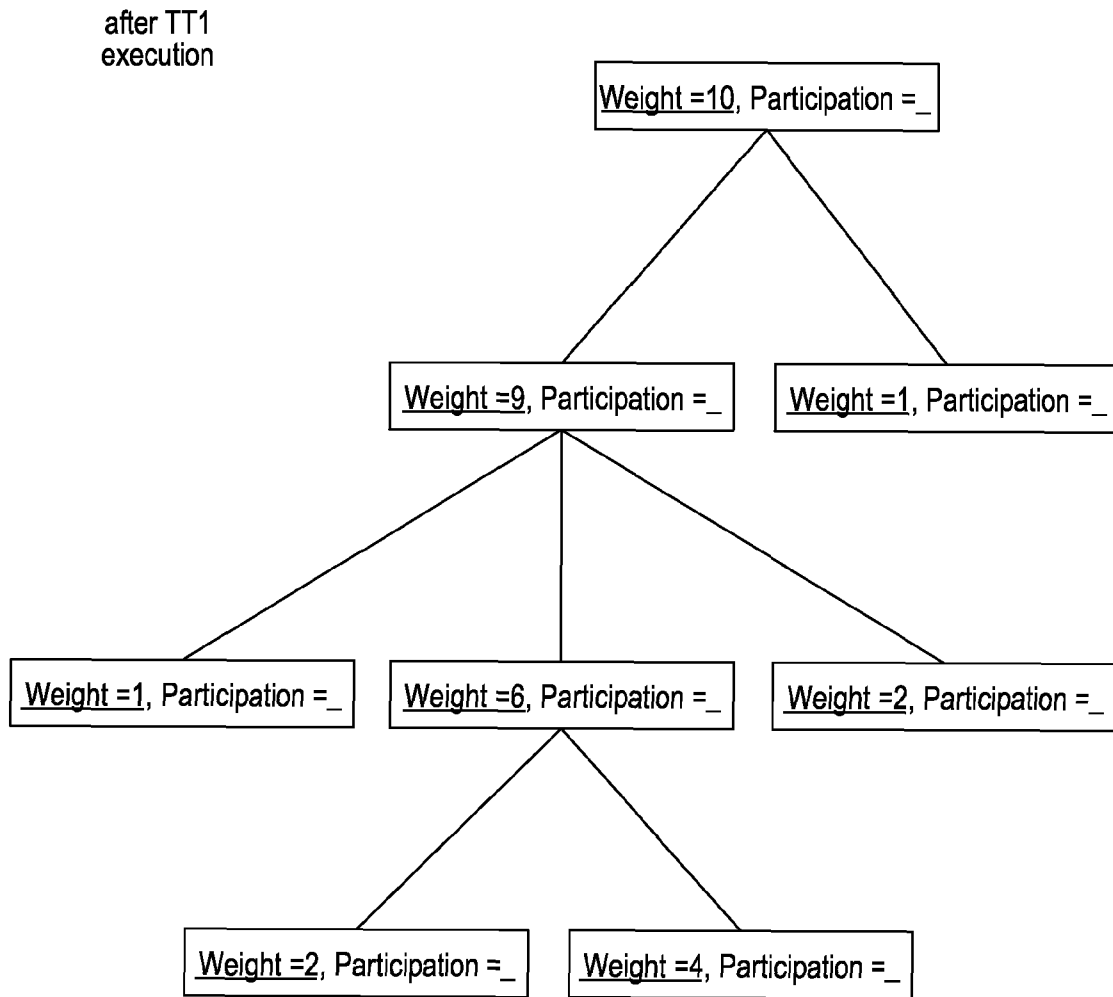 after TT1
execution
Weight =10, Participation =_
Weight =9, Participation =_
Weight =1, Participation =_
Weight =1, Participation =_
Weight =6, Participation =_
Weight =2, Participation =_
Weight =2, Participation =_
Weight =4, Participation =_